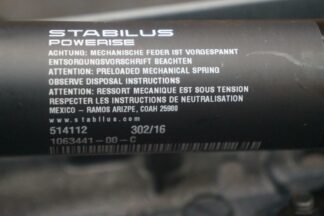 STABILUS
POWERISE
ACHTUNG: MECHANISCHE FEDER IST VORGESPANNT
ENTSORGUNGSVORSCHRIFT BEACHTEN
ATTENTION: PRELOADED MECHANICAL SPRING
OBSERVE DISPOSAL INSTRUCTIONS
ATTENTION: ASSORT MECANIQUE EST SOUS TENSION
RESPECTER LES INSTRUCTIONS DE NEUTRALISATION
MEXICO - RAMOS ARIZPE, COAH 25900
www.stabilus.com
514112 302/16
1063441-00-C